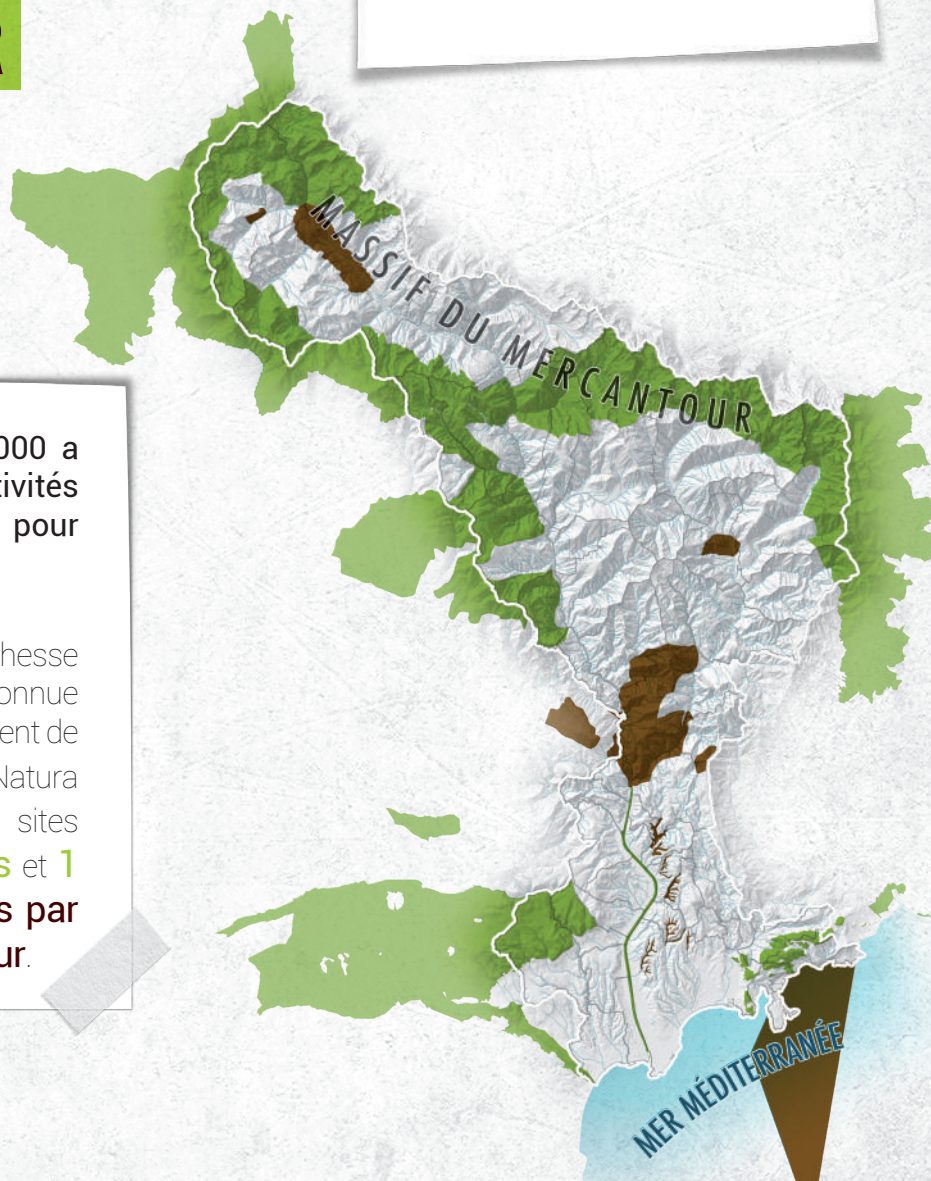 R
MASSIF DU MERCANTOUR
000 a
tivités
pour
hesse
onnue
ent de
Natura
sites
s et 1
s par
ur.
MER MÉDITERRANÉE